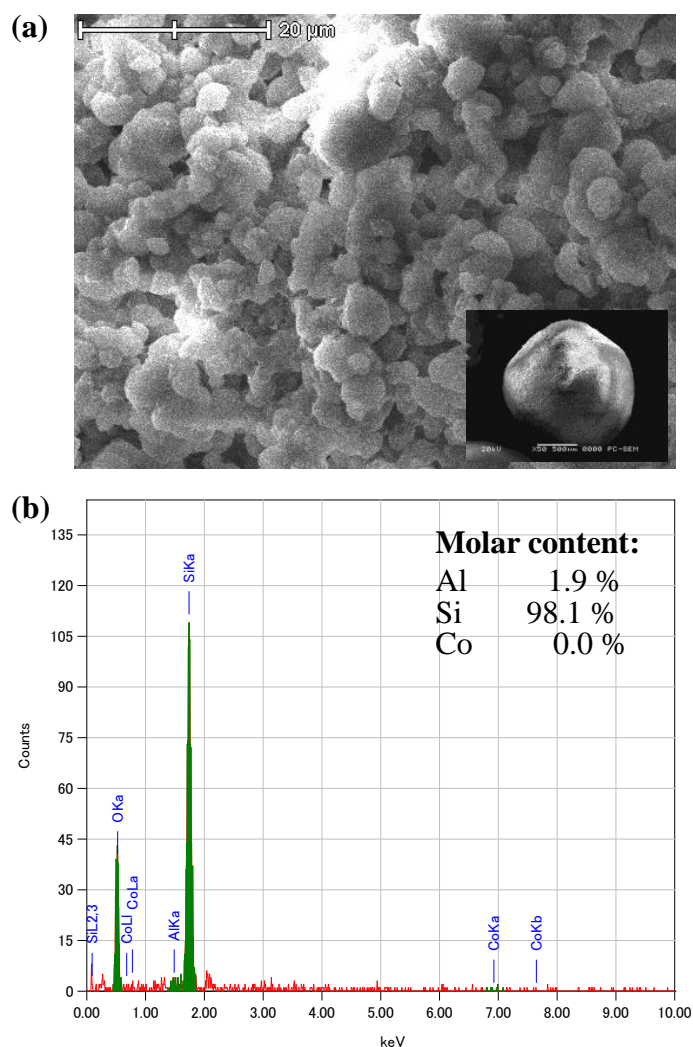 (a)
20 µm
20kU X50 500µm 0000 PC-SEM
(b)
Molar content:
Al 1.9 %
Si 98.1 %
Co 0.0 %
135
120
105
90
75
60
45
30
15
0
Counts
SiL2,3
OKa
CoLl
CoLa
AlKa
SiKa
CoKa
CoKb
0.00 1.00 2.00 3.00 4.00 5.00 6.00 7.00 8.00 9.00 10.00
keV